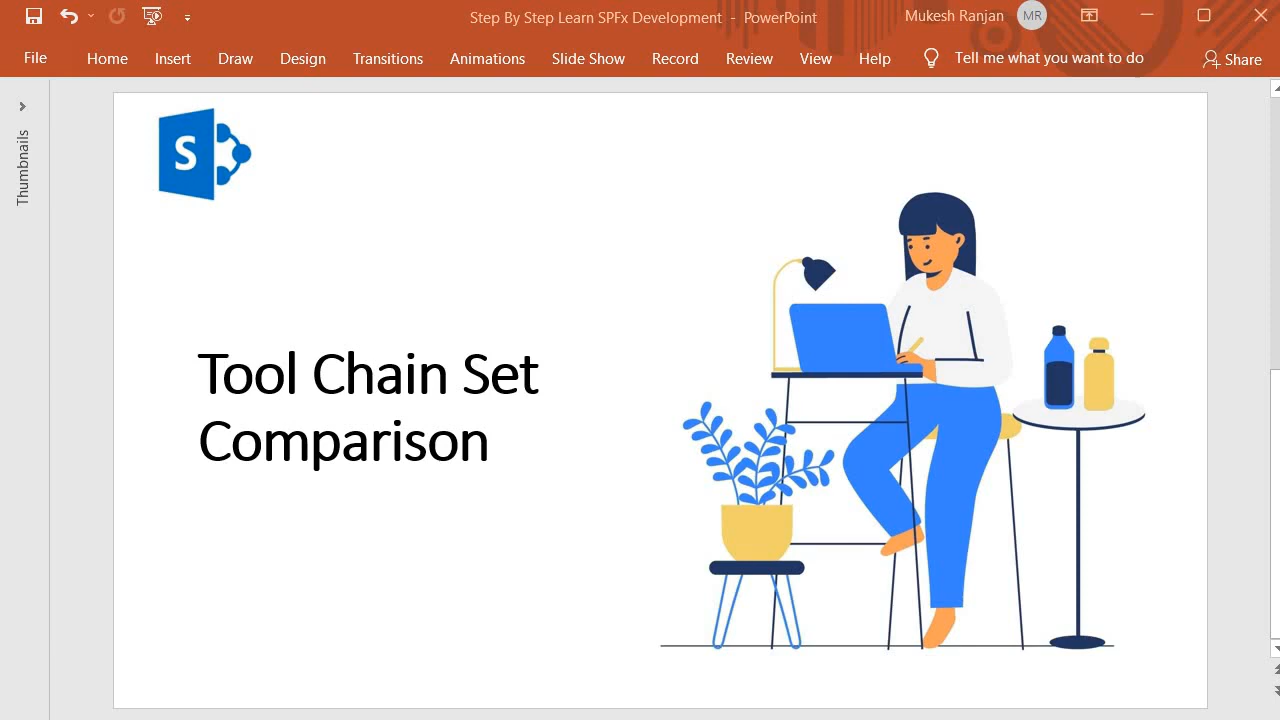 Step By Step Learn SPFx Development - PowerPoint
Mukesh Ranjan
MR
File
Home
Insert
Draw
Design
Transitions
Animations
Slide Show
Record
Review
View
Help
Tell me what you want to do
Share
Thumbnails
S
Tool Chain Set
Comparison